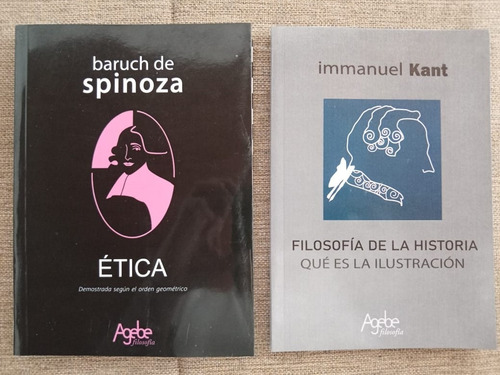 baruch de
spinoza
ÉTICA
Demostrada según el orden geométrico
Agebe
filosofía
immanuel Kant
FILOSOFÍA DE LA HISTORIA
QUÉ ES LA ILUSTRACIÓN
Agebe
filosofía